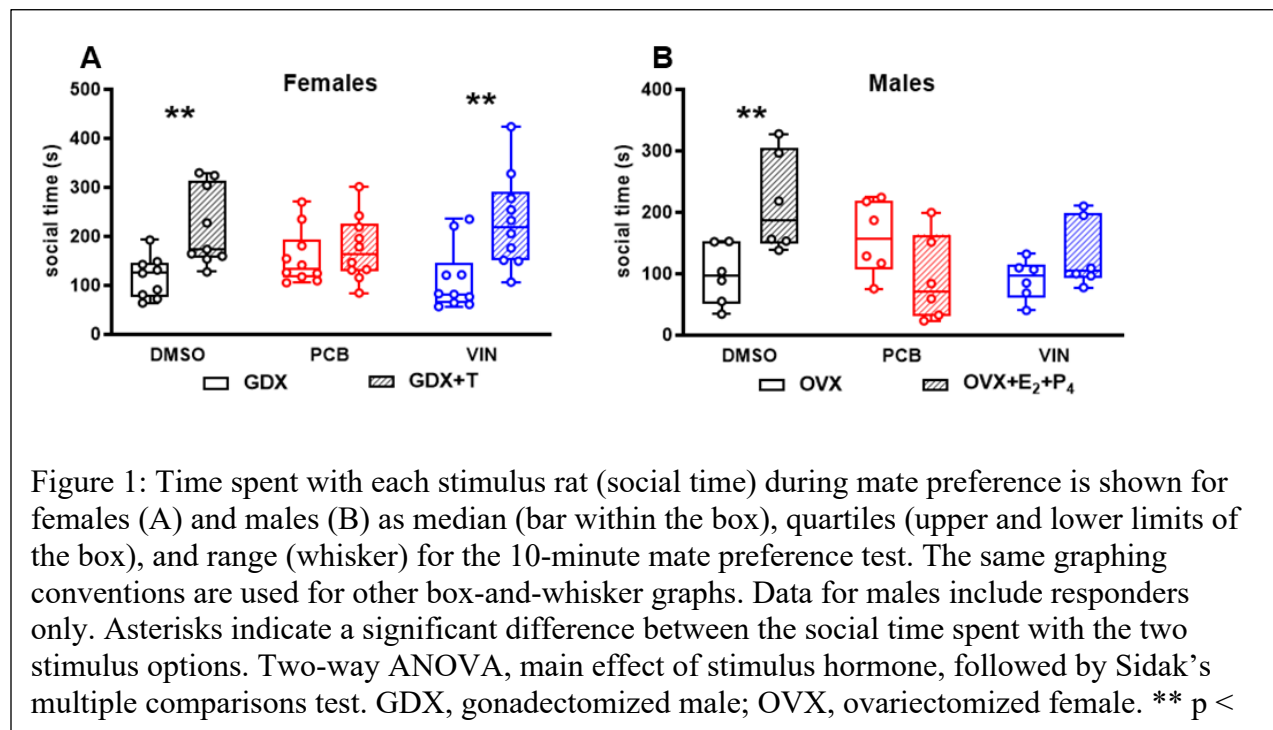 A
B
Females
Males
500
400
300
200
100
0
social time (s)
**
**
DMSO
PCB
VIN
GDX
GDX+T
400
300
200
100
0
social time (s)
**
DMSO
PCB
VIN
OVX
OVX+E₂+P₄
Figure 1: Time spent with each stimulus rat (social time) during mate preference is shown for
females (A) and males (B) as median (bar within the box), quartiles (upper and lower limits of
the box), and range (whisker) for the 10-minute mate preference test. The same graphing
conventions are used for other box-and-whisker graphs. Data for males include responders
only. Asterisks indicate a significant difference between the social time spent with the two
stimulus options. Two-way ANOVA, main effect of stimulus hormone, followed by Sidak’s
multiple comparisons test. GDX, gonadectomized male; OVX, ovariectomized female. ** p <